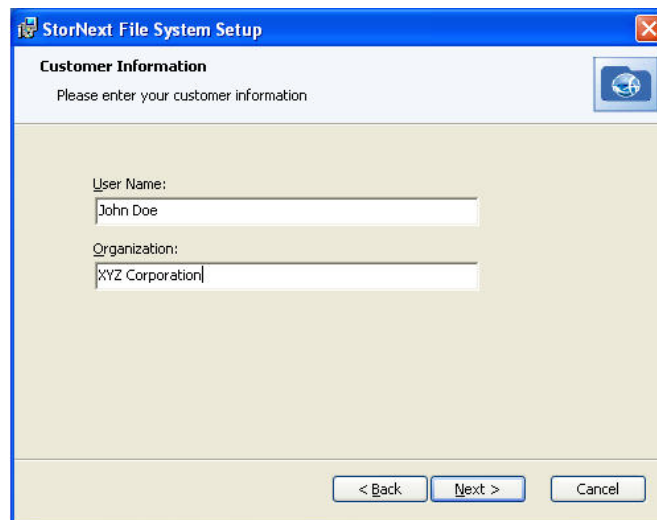 StorNext File System Setup
Customer Information
Please enter your customer information
User Name:
John Doe
Organization:
XYZ Corporation
< Back
Next >
Cancel